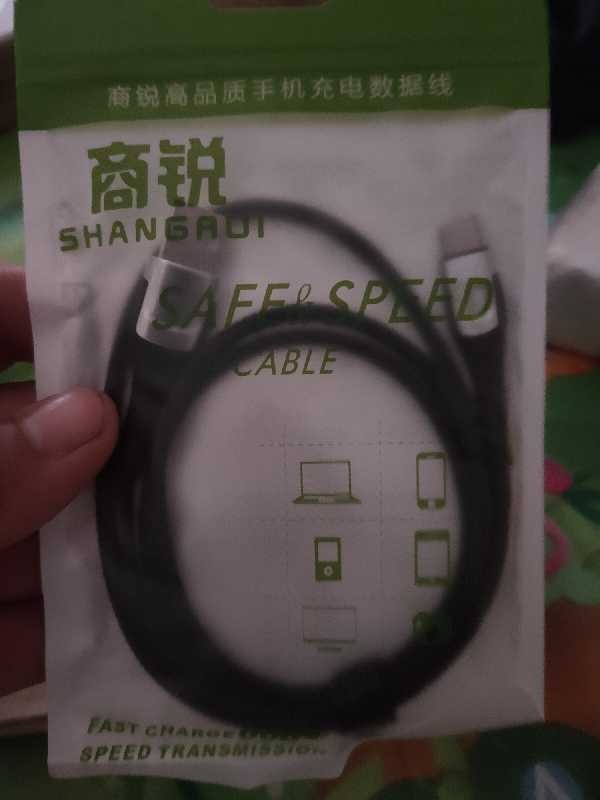 商锐高品质手机充电数据线
商锐
SHANGRUI
SAFE & SPEED
CABLE
FAST CHARGE
SPEED TRANSMISSION